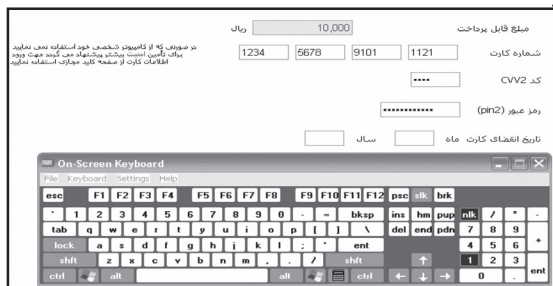 مبلغ قابل پرداخت 10,000 ریال
شماره کارت 1121 9101 5678 1234
در صورتی که از کامپیوتر شخصی خود استفاده نمی نمایید
برای تأمین امنیت بیشتر پیشنهاد می گردد جهت ورود
اطلاعات کارت از صفحه کلید مجازی استفاده نمایید
کد CVV2 ••••
رمز عبور (pin2) ••••••••••••
تاریخ انقضای کارت ماه سال
On-Screen Keyboard
File Keyboard Settings Help
esc F1 F2 F3 F4 F5 F6 F7 F8 F9 F10 F11 F12 psc slk brk
` 1 2 3 4 5 6 7 8 9 0 - = bksp ins hm pup nlk / * -
tab q w e r t y u i o p [ ] \ del end pdn 7 8 9 +
lock a s d f g h j k l ; ' ent 4 5 6
shft z x c v b n m , . / shft ↑ 1 2 3 ent
ctrl alt alt ctrl ← ↓ → 0 .